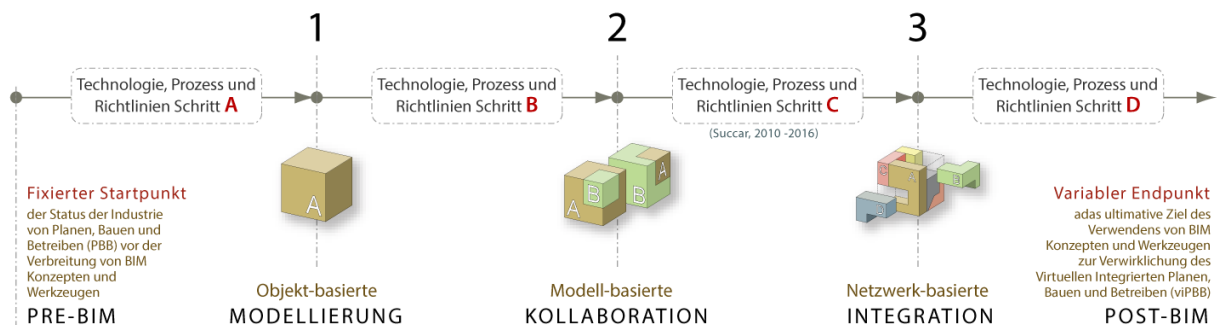 1
2
3
Technologie, Prozess und
Richtlinien Schritt A
Technologie, Prozess und
Richtlinien Schritt B
Technologie, Prozess und
Richtlinien Schritt C
Technologie, Prozess und
Richtlinien Schritt D
(Succar, 2010 -2016)
Fixierter Startpunkt
der Status der Industrie
von Planen, Bauen und
Betreiben (PBB) vor der
Verbreitung von BIM
Konzepten und
Werkzeugen
PRE-BIM
A
Objekt-basierte
MODELLIERUNG
A
B
B
A
Modell-basierte
KOLLABORATION
B
Netzwerk-basierte
INTEGRATION
Variabler Endpunkt
adas ultimative Ziel des
Verwendens von BIM
Konzepten und Werkzeugen
zur Verwirklichung des
Virtuellen Integrierten Planen,
Bauen und Betreiben (viPBB)
POST-BIM